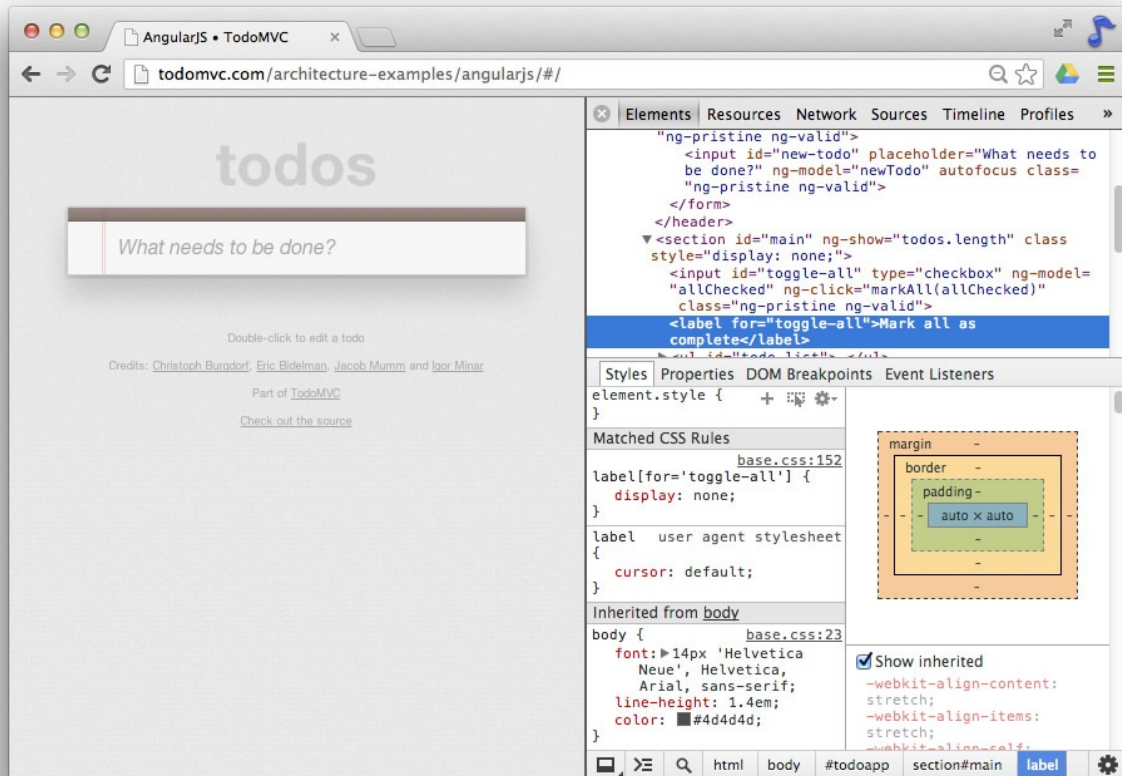 AngularJS • TodoMVC ×
todomvc.com/architecture-examples/angularjs/#/
todos
What needs to be done?
Double-click to edit a todo
Credits: Christoph Burgdorf, Eric Bidelman, Jacob Mumm and Igor Minar
Part of TodoMVC
Check out the source
Elements Resources Network Sources Timeline Profiles »
"ng-pristine ng-valid">
<input id="new-todo" placeholder="What needs to
be done?" ng-model="newTodo" autofocus class=
"ng-pristine ng-valid">
</form>
</header>
▼<section id="main" ng-show="todos.length" class
style="display: none;">
<input id="toggle-all" type="checkbox" ng-model=
"allChecked" ng-click="markAll(allChecked)"
class="ng-pristine ng-valid">
<label for="toggle-all">Mark all as
complete</label>
▶<ul id="todo-list">…</ul>
Styles Properties DOM Breakpoints Event Listeners
element.style {
}
Matched CSS Rules
base.css:152
label[for='toggle-all'] {
display: none;
}
label user agent stylesheet
{
cursor: default;
}
Inherited from body
body { base.css:23
font:▶14px 'Helvetica
Neue', Helvetica,
Arial, sans-serif;
line-height: 1.4em;
color: #4d4d4d;
}
margin -
border -
padding-
- - - auto × auto - - -
-
-
-
Show inherited
-webkit-align-content:
stretch;
-webkit-align-items:
stretch;
-webkit-align-self:
html body #todoapp section#main label